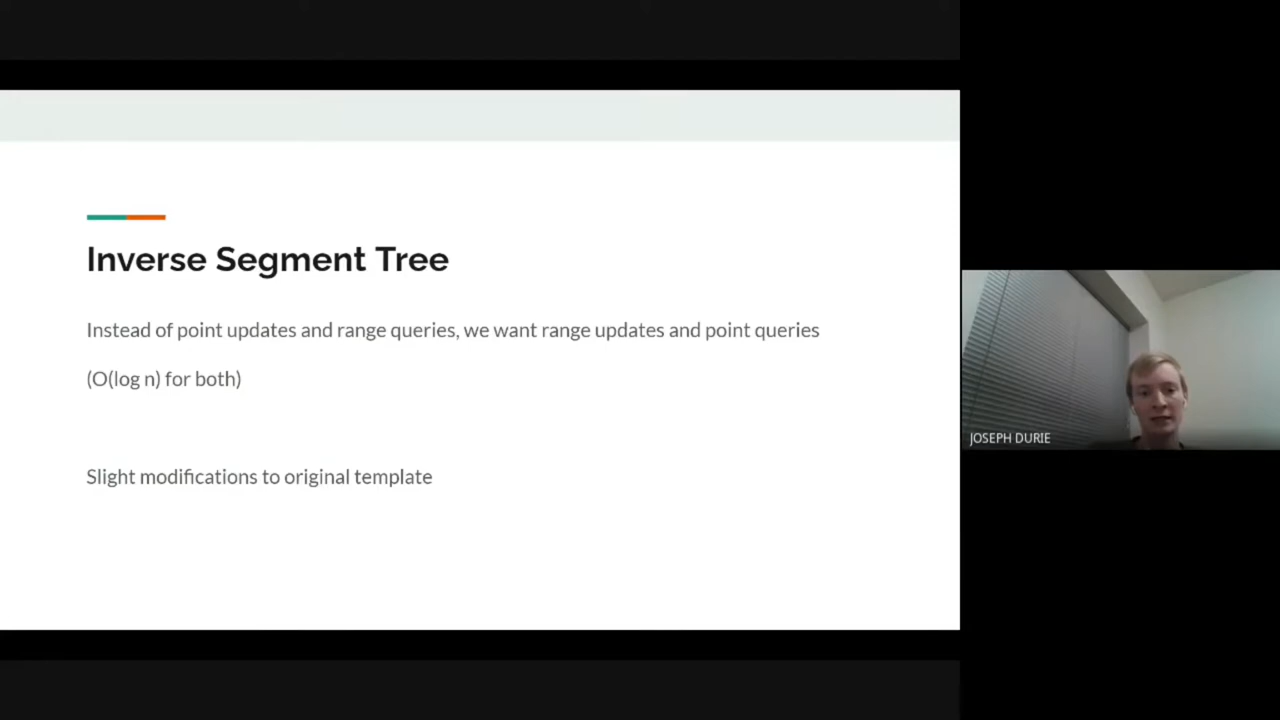 Inverse Segment Tree
Instead of point updates and range queries, we want range updates and point queries
(O(log n) for both)
Slight modifications to original template
JOSEPH DURIE